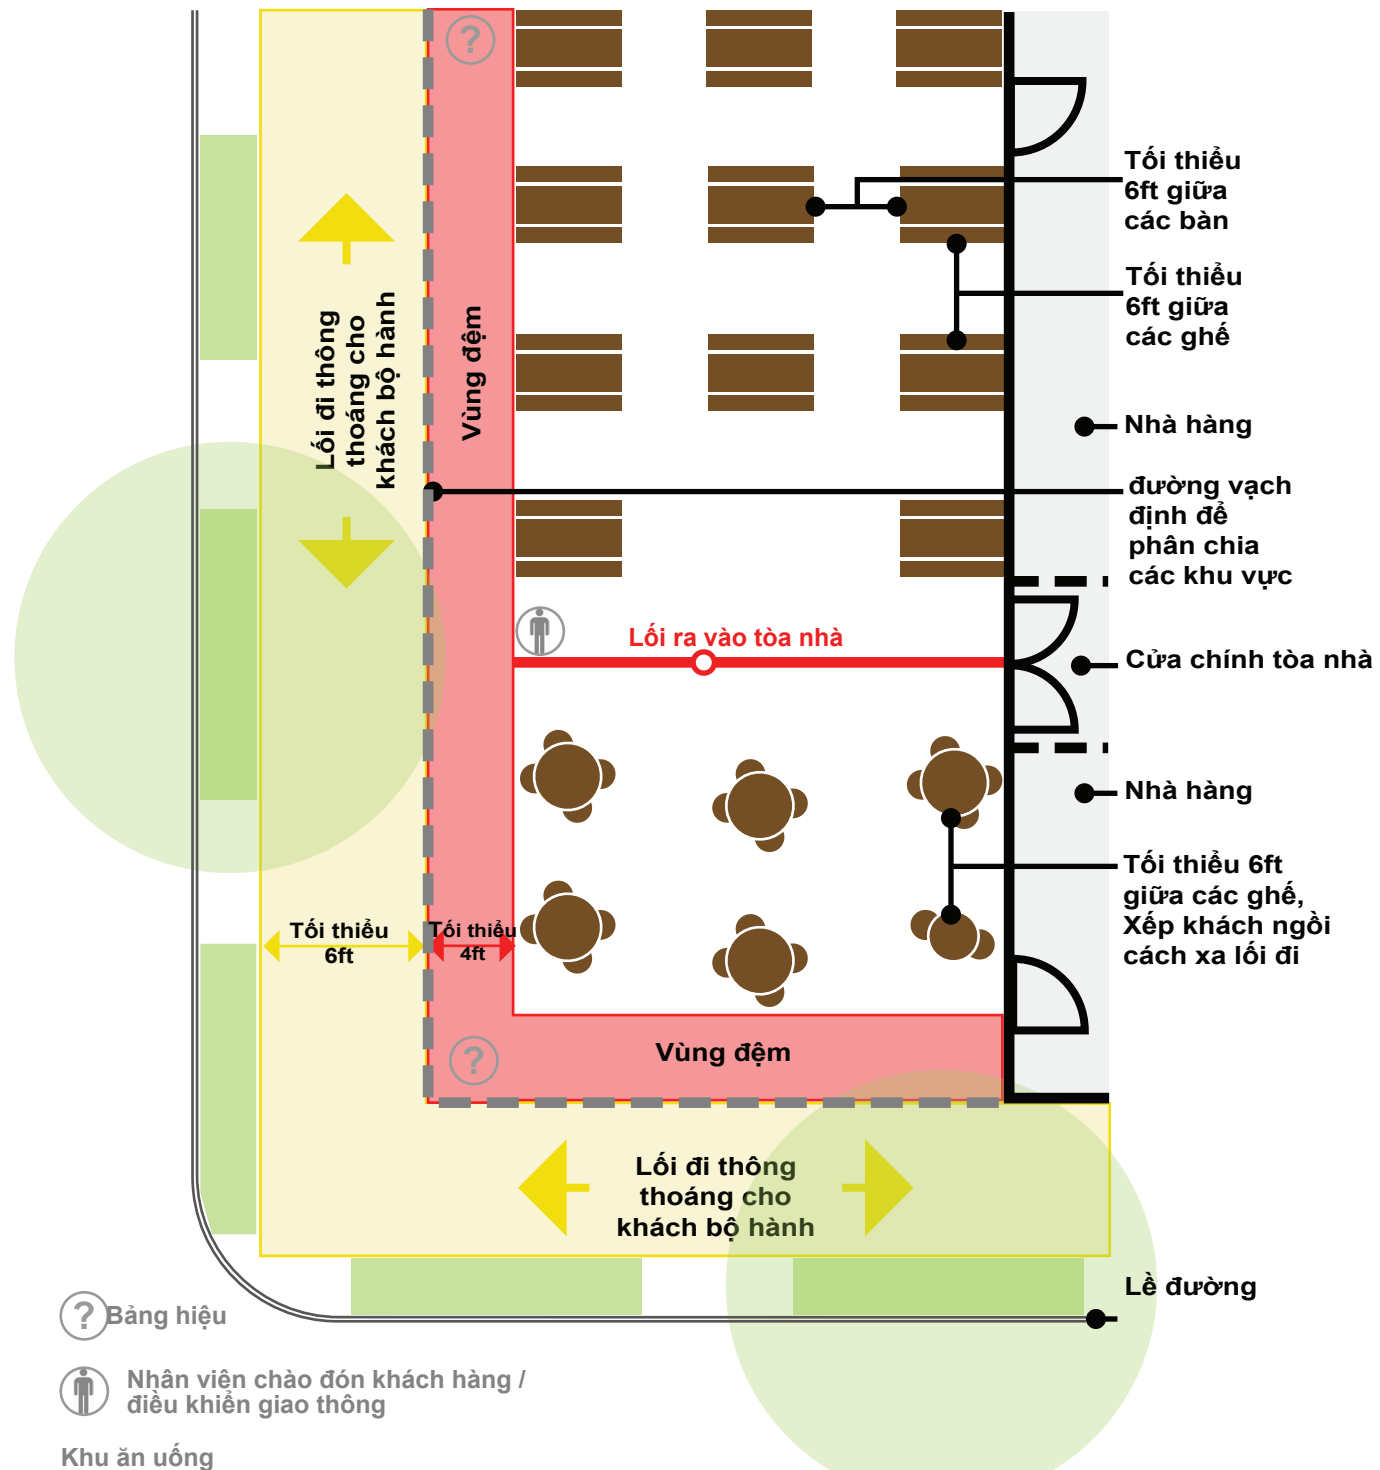 ?
Tối thiểu
6ft giữa
các bàn
Tối thiểu
6ft giữa
các ghế
Lối đi thông
thoáng cho
khách bộ hành
Vùng đệm
Nhà hàng
đường vạch
định để
phân chia
các khu vực
Lối ra vào tòa nhà
Cửa chính tòa nhà
Nhà hàng
Tối thiểu 6ft
giữa các ghế,
Xếp khách ngồi
cách xa lối đi
Tối thiểu
6ft
Tối thiểu
4ft
?
Vùng đệm
Lối đi thông
thoáng cho
khách bộ hành
Lề đường
? Bảng hiệu
Nhân viên chào đón khách hàng /
điều khiển giao thông
Khu ăn uống